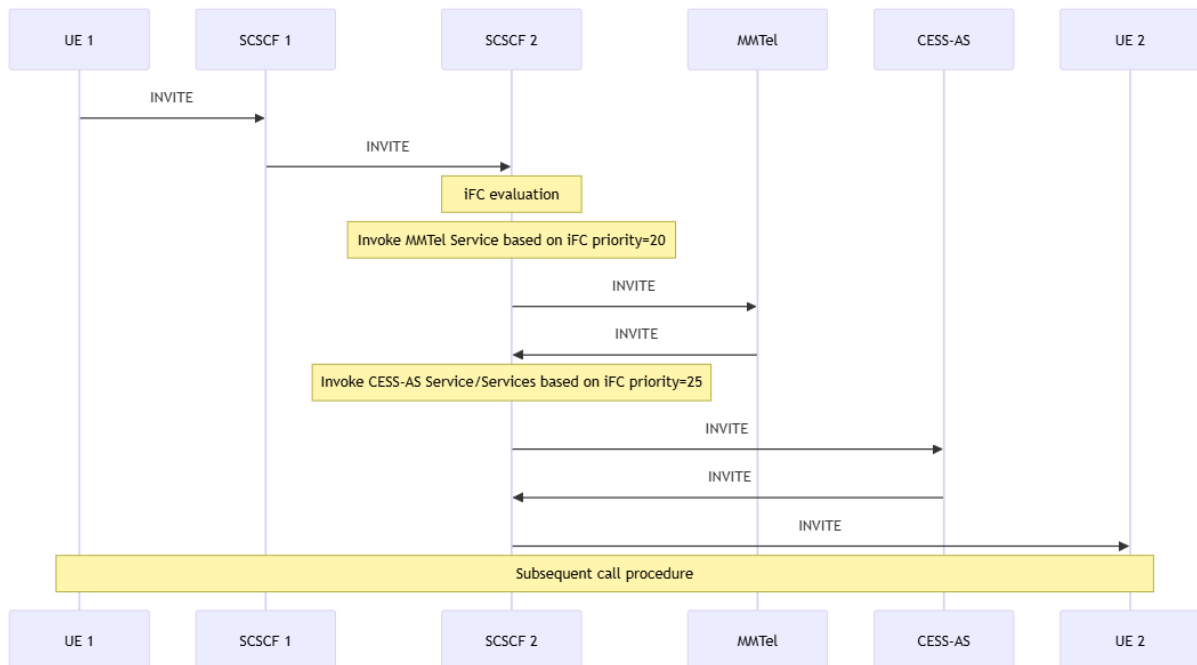 UE 1
SCSCF 1
SCSCF 2
MMTel
CESS-AS
UE 2
INVITE
INVITE
iFC evaluation
Invoke MMTel Service based on iFC priority=20
INVITE
INVITE
Invoke CESS-AS Service/Services based on iFC priority=25
INVITE
INVITE
INVITE
Subsequent call procedure
UE 1
SCSCF 1
SCSCF 2
MMTel
CESS-AS
UE 2